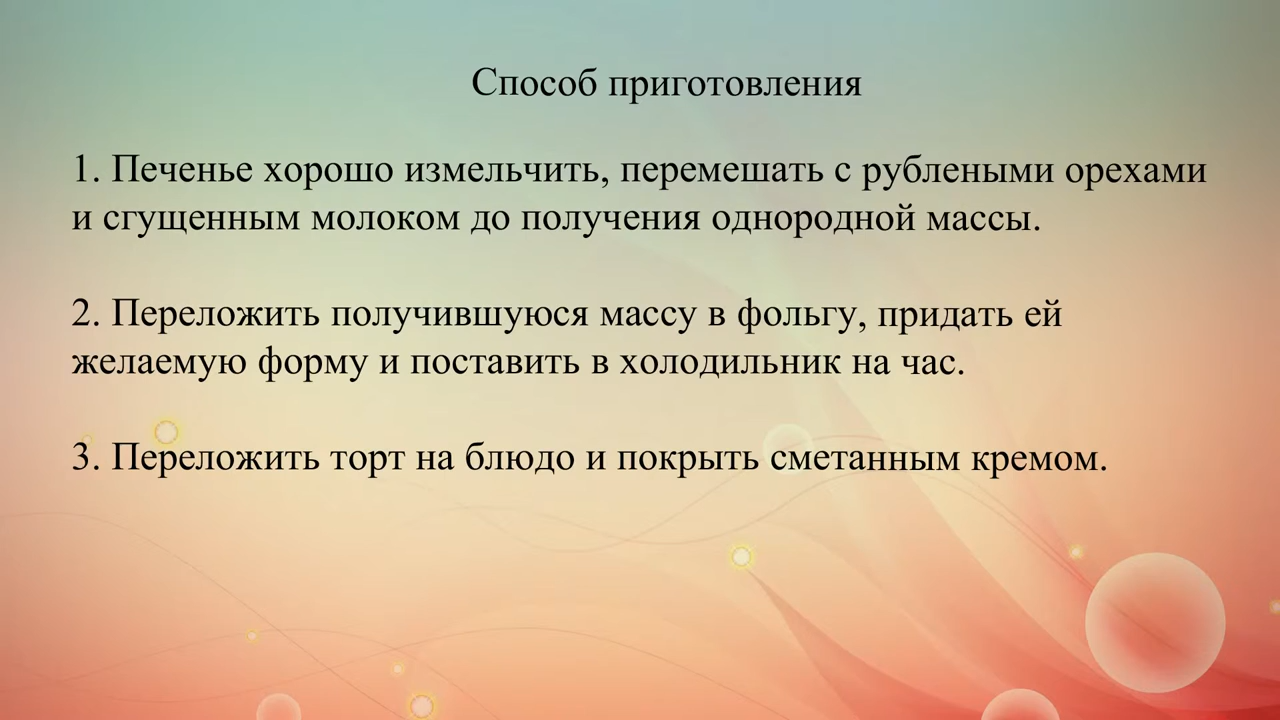 Способ приготовления
1. Печенье хорошо измельчить, перемешать с рублеными орехами
и сгущенным молоком до получения однородной массы.
2. Переложить получившуюся массу в фольгу, придать ей
желаемую форму и поставить в холодильник на час.
3. Переложить торт на блюдо и покрыть сметанным кремом.